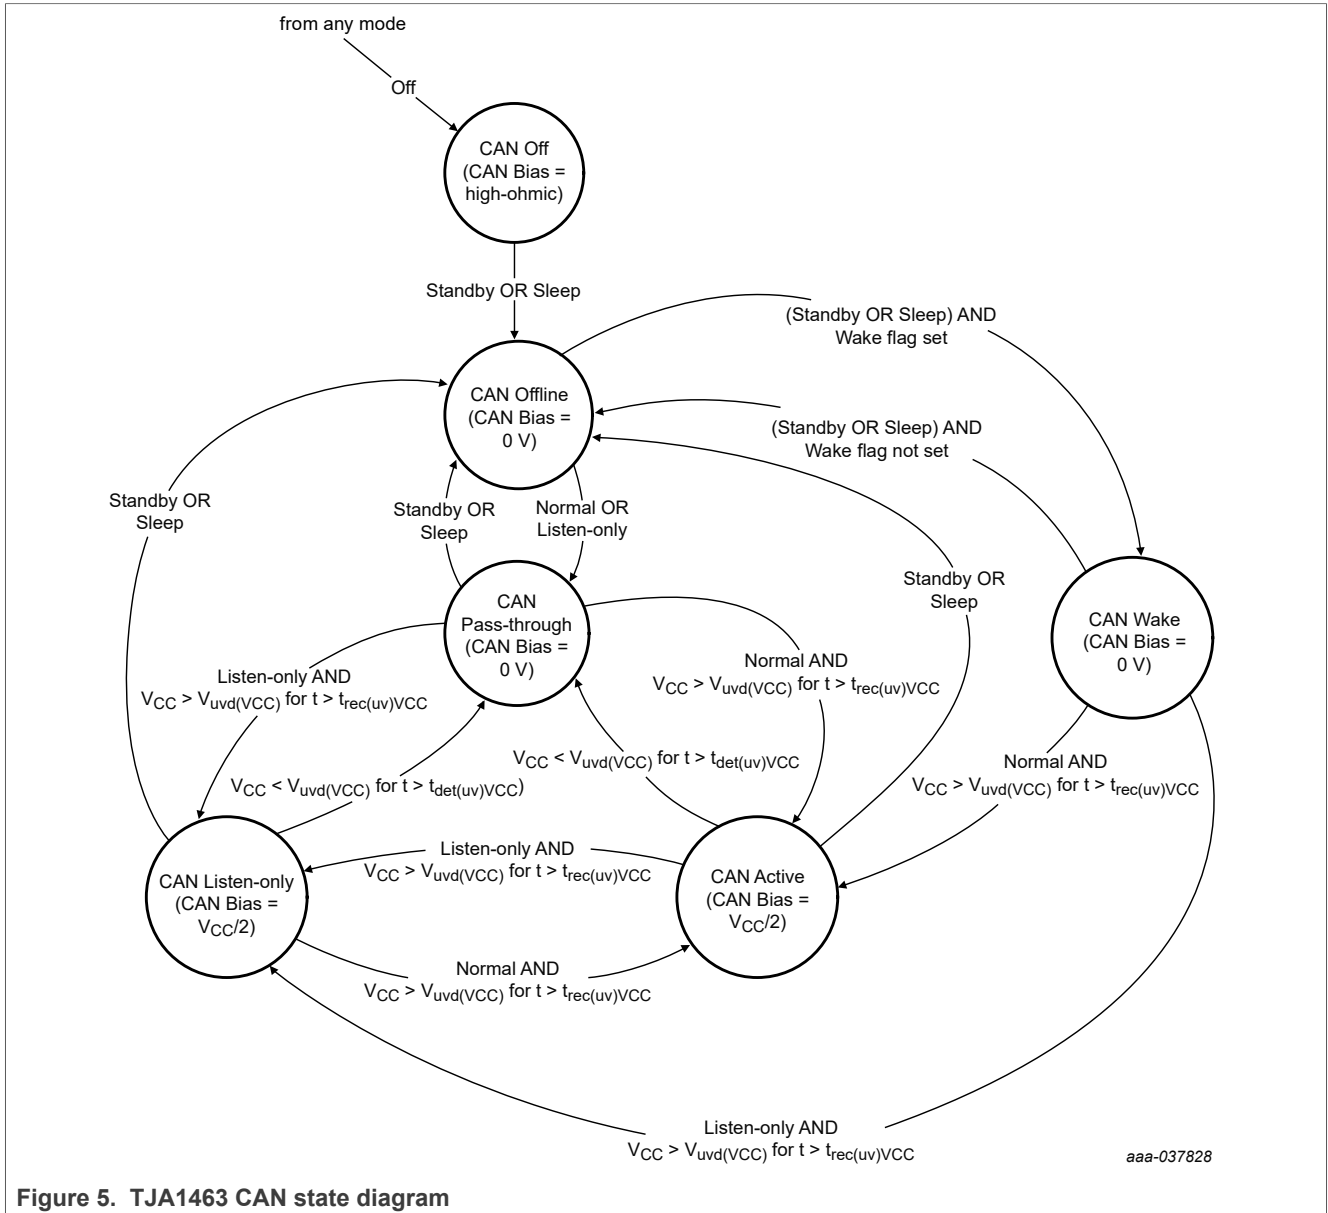 from any mode
Off
CAN Off
(CAN Bias =
high-ohmic)
Standby OR Sleep
(Standby OR Sleep) AND
Wake flag set
CAN Offline
(CAN Bias =
0 V)
(Standby OR Sleep) AND
Wake flag not set
Standby OR
Sleep
Standby OR
Sleep
Normal OR
Listen-only
Standby OR
Sleep
CAN
Pass-through
(CAN Bias =
0 V)
CAN Wake
(CAN Bias =
0 V)
Listen-only AND
VCC > Vuvd(VCC) for t > trec(uv)VCC
Normal AND
VCC > Vuvd(VCC) for t > trec(uv)VCC
VCC < Vuvd(VCC) for t > tdet(uv)VCC)
VCC < Vuvd(VCC) for t > tdet(uv)VCC
Normal AND
VCC > Vuvd(VCC) for t > trec(uv)VCC
CAN Listen-only
(CAN Bias =
VCC/2)
Listen-only AND
VCC > Vuvd(VCC) for t > trec(uv)VCC
CAN Active
(CAN Bias =
VCC/2)
Normal AND
VCC > Vuvd(VCC) for t > trec(uv)VCC
Listen-only AND
VCC > Vuvd(VCC) for t > trec(uv)VCC
aaa-037828
Figure 5. TJA1463 CAN state diagram